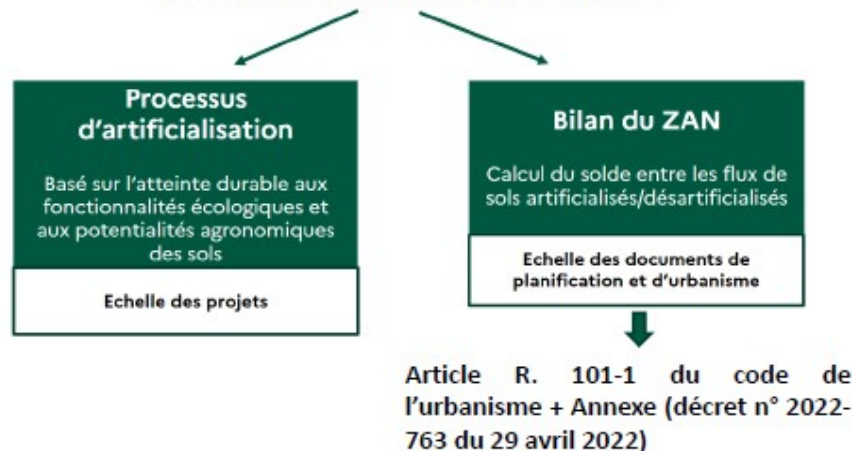 Processus
d'artificialisation
Basé sur l'atteinte durable aux
fonctionnalités écologiques et
aux potentialités agronomiques
des sols
Echelle des projets
Bilan du ZAN
Calcul du solde entre les flux de
sols artificialisés/désartificialisés
Echelle des documents de
planification et d'urbanisme
Article R. 101-1 du code de
l'urbanisme + Annexe (décret n° 2022-
763 du 29 avril 2022)